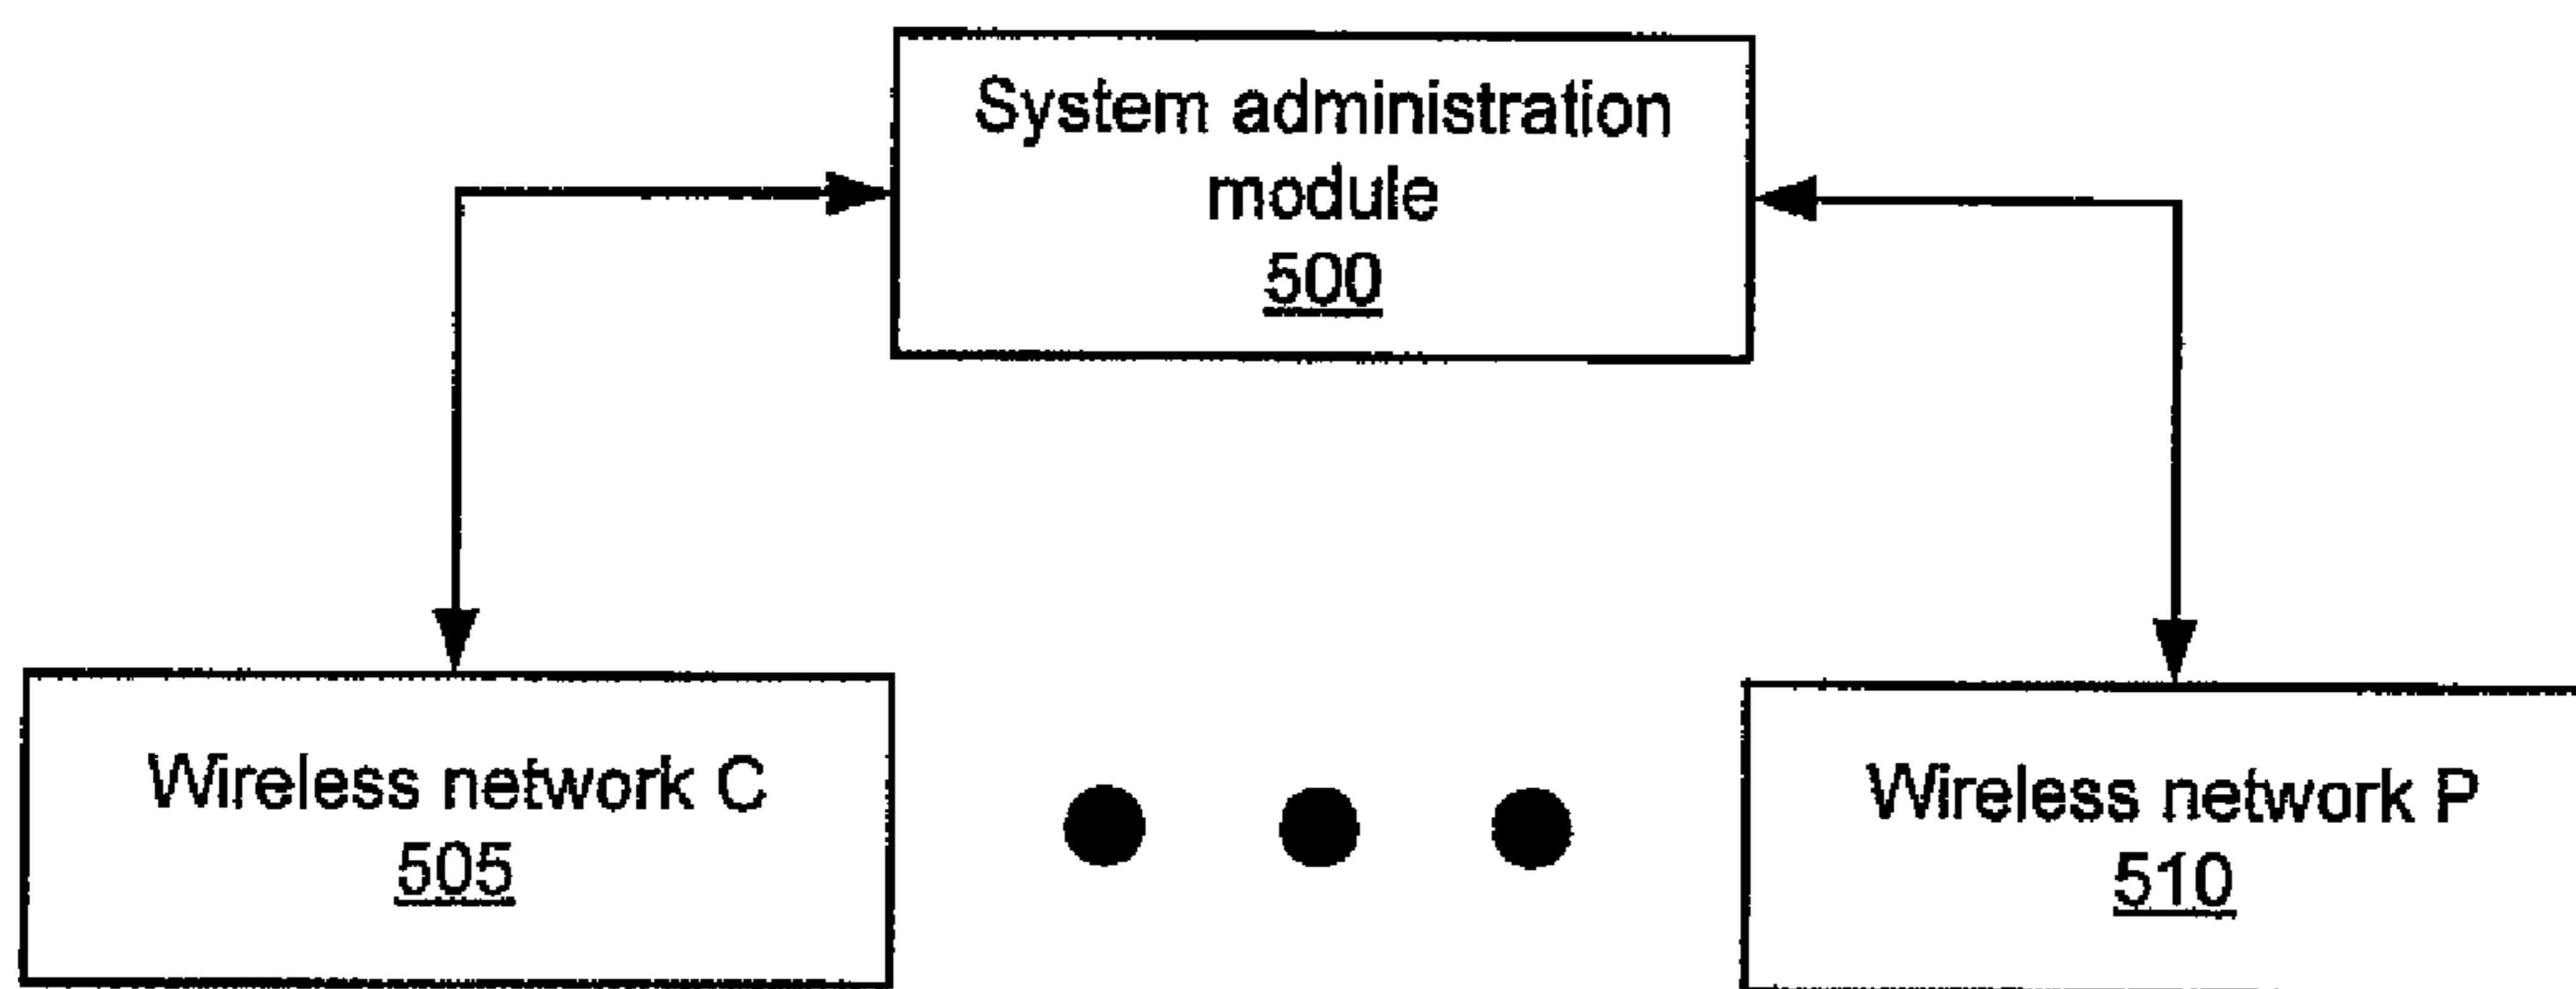 System administration
module
500
Wireless network C
505
Wireless network P
510